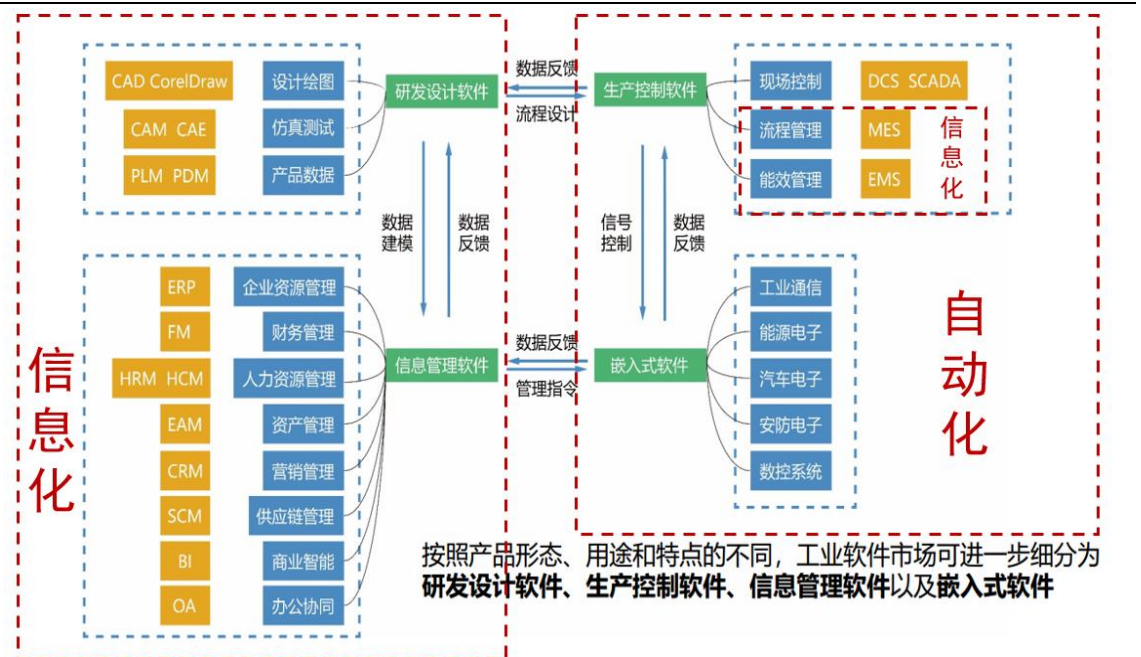 CAD CorelDraw
设计绘图
CAM CAE
仿真测试
PLM PDM
产品数据
研发设计软件
数据反馈
流程设计
生产控制软件
现场控制
DCS SCADA
流程管理
MES
能效管理
EMS
信
息
化
数据
建模
数据
反馈
信号
控制
数据
反馈
ERP
企业资源管理
FM
财务管理
HRM HCM
人力资源管理
EAM
资产管理
CRM
营销管理
SCM
供应链管理
BI
商业智能
OA
办公协同
信
息
化
信息管理软件
数据反馈
管理指令
嵌入式软件
工业通信
能源电子
汽车电子
安防电子
数控系统
自
动
化
按照产品形态、用途和特点的不同，工业软件市场可进一步细分为
研发设计软件、生产控制软件、信息管理软件以及嵌入式软件